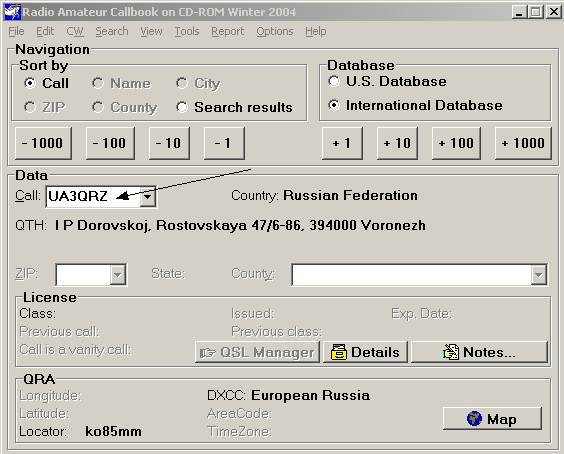 Radio Amateur Callbook on CD-ROM Winter 2004
File Edit CW Search View Tools Report Options Help
Navigation
Sort by
Call Name City
ZIP County Search results
Database
U.S. Database
International Database
- 1000 - 100 - 10 - 1 + 1 + 10 + 100 + 1000
Data
Call: UA3QRZ Country: Russian Federation
QTH: I P Dorovskoj, Rostovskaya 47/6-86, 394000 Voronezh
ZIP: State: County:
License
Class: Issued: Exp. Date:
Previous call: Previous class:
Call is a vanity call: QSL Manager Details Notes...
QRA
Longitude: DXCC: European Russia
Latitude: AreaCode: Map
Locator: ko85mm TimeZone: